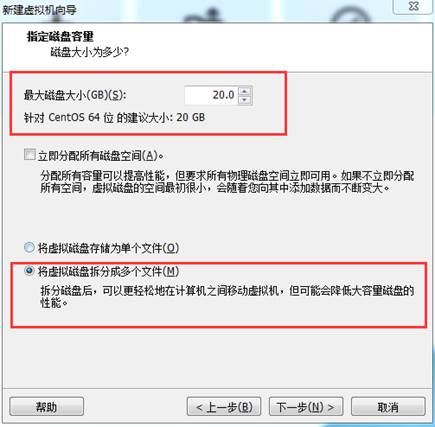 新建虚拟机向导
指定磁盘容量
磁盘大小为多少?
最大磁盘大小(GB)(S):
20.0
针对 CentOS 64 位 的建议大小: 20 GB
立即分配所有磁盘空间(A)。
分配所有容量可以提高性能，但要求所有物理磁盘空间立即可用。如果不立即分配
所有空间，虚拟磁盘的空间最初很小，会随着您向其中添加数据而不断变大。
将虚拟磁盘存储为单个文件(O)
将虚拟磁盘拆分成多个文件(M)
拆分磁盘后，可以更轻松地在计算机之间移动虚拟机，但可能会降低大容量磁盘的
性能。
帮助
< 上一步(B)
下一步(N) >
取消